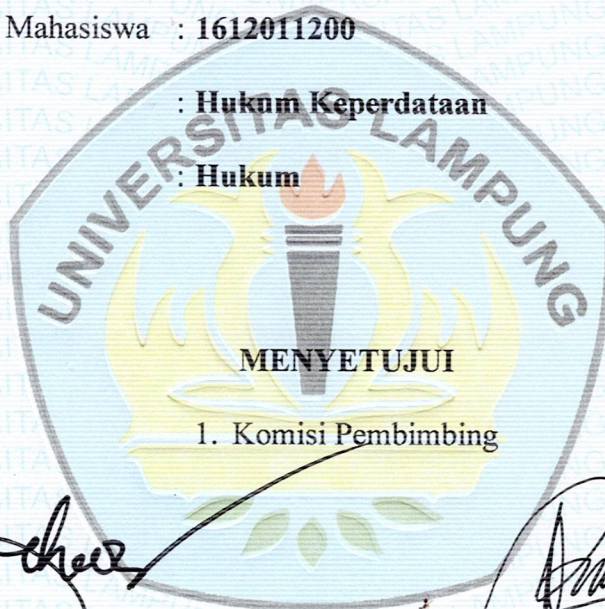 Mahasiswa : 1612011200
: Hukum Keperdataan
: Hukum
UNIVERSITAS LAMPUNG
MENYETUJUI
1. Komisi Pembimbing